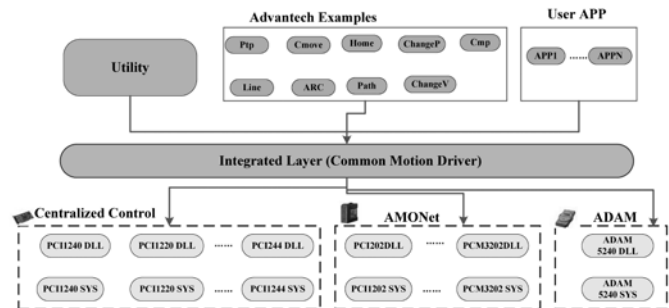 Advantech Examples
User APP
Utility
Ptp
Cmove
Home
ChangeP
Cmp
Line
ARC
Path
ChangeV
APP1 ...... APPN
Integrated Layer (Common Motion Driver)
Centralized Control
AMONet
ADAM
PCI1240 DLL
PCI1220 DLL
......
PCI244 DLL
PCI1240 SYS
PCI1220 SYS
......
PCI1244 SYS
PCI202DLL
......
PCM3202DLL
PCI1202 SYS
......
PCM3202 SYS
ADAM
5240 DLL
ADAM
5240 SYS